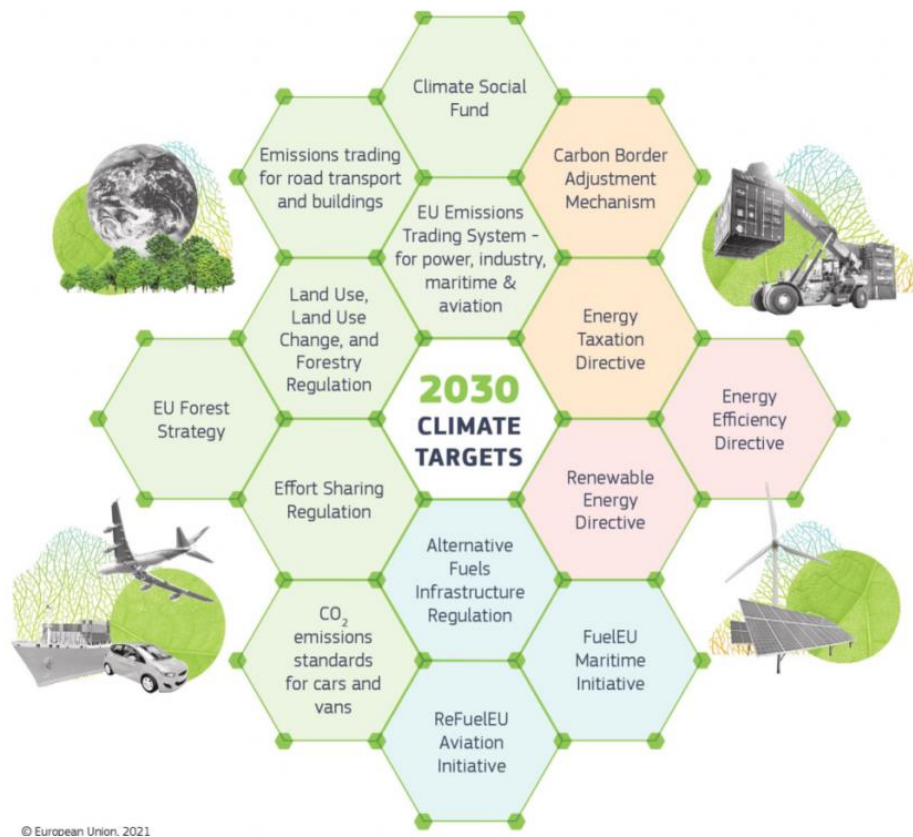 Climate Social
Fund
Emissions trading
for road transport
and buildings
Carbon Border
Adjustment
Mechanism
EU Emissions
Trading System -
for power, industry,
maritime &
aviation
Land Use,
Land Use
Change, and
Forestry
Regulation
Energy
Taxation
Directive
EU Forest
Strategy
2030
CLIMATE
TARGETS
Energy
Efficiency
Directive
Effort Sharing
Regulation
Renewable
Energy
Directive
Alternative
Fuels
Infrastructure
Regulation
CO₂
emissions
standards
for cars and
vans
FuelEU
Maritime
Initiative
ReFuelEU
Aviation
Initiative
© European Union, 2021